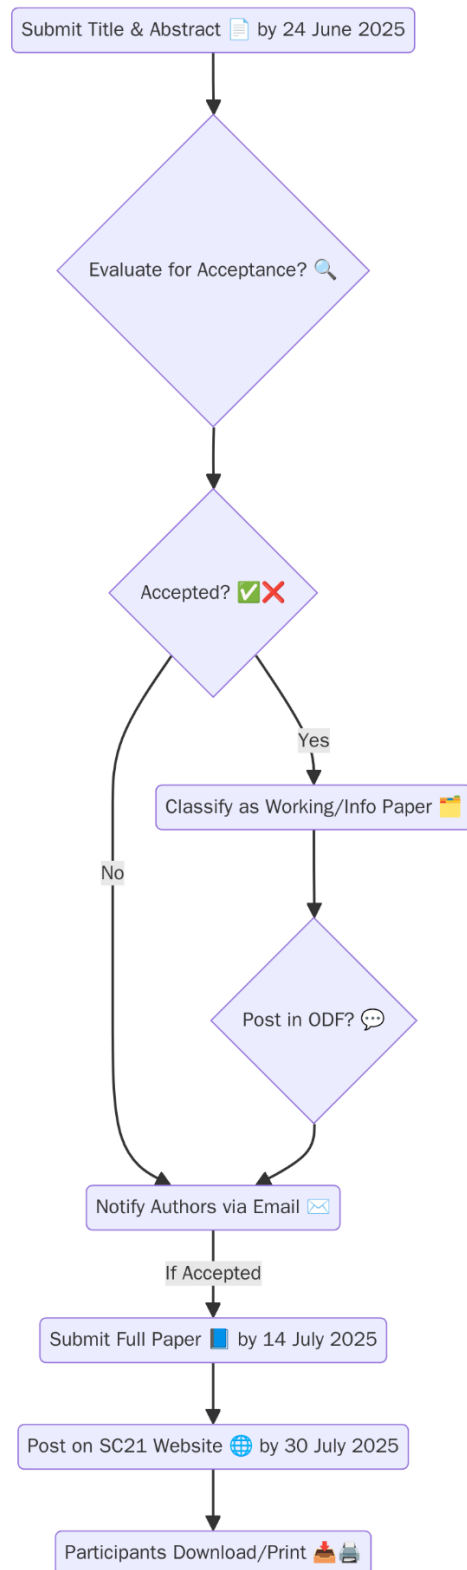 Submit Title & Abstract 📄 by 24 June 2025
Evaluate for Acceptance? 🔍
Accepted? ✅❌
Yes
Classify as Working/Info Paper 🗂️
No
Post in ODF? 💬
Notify Authors via Email ✉️
If Accepted
Submit Full Paper 📘 by 14 July 2025
Post on SC21 Website 🌐 by 30 July 2025
Participants Download/Print 📥🖨️